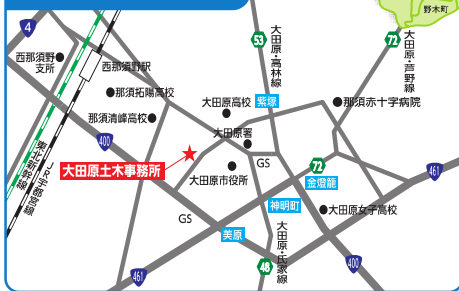 野木町
4
53
72
大田原・高林線
大田原・芦野線
西那須野
支所
西那須野駅
那須拓陽高校
大田原高校
紫塚
那須赤十字病院
那須清峰高校
大田原署
400
GS
72
461
大田原土木事務所
大田原市役所
金燈籠
東北新幹線
JR宇都宮線
神明町
大田原女子高校
GS
美原
大田原・氏家線
48
400
461